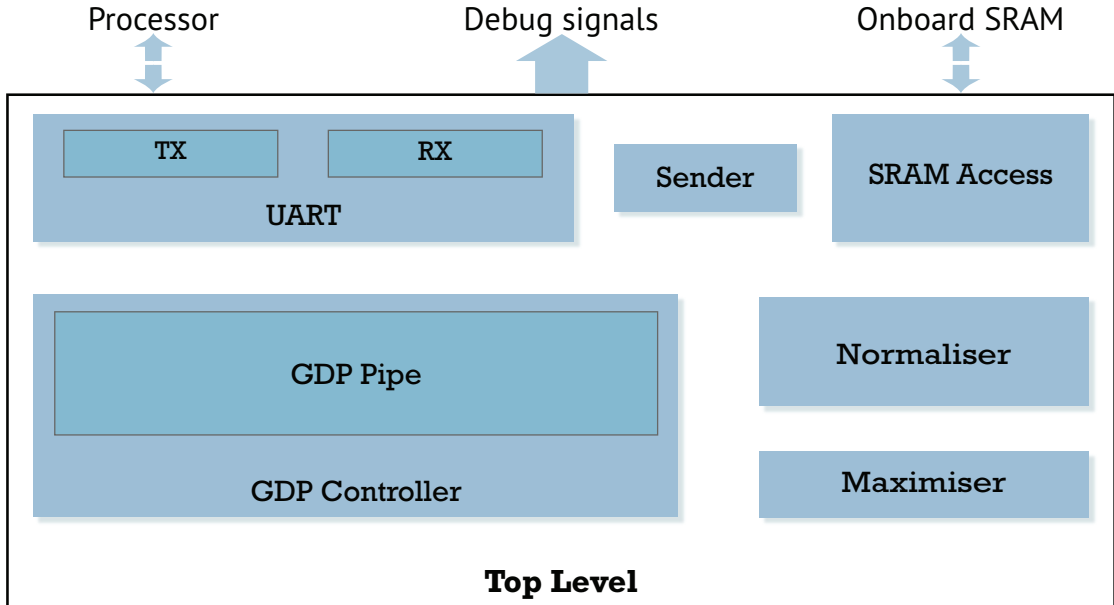 Processor
Debug signals
Onboard SRAM
TX
RX
UART
Sender
SRAM Access
GDP Pipe
GDP Controller
Normaliser
Maximiser
Top Level